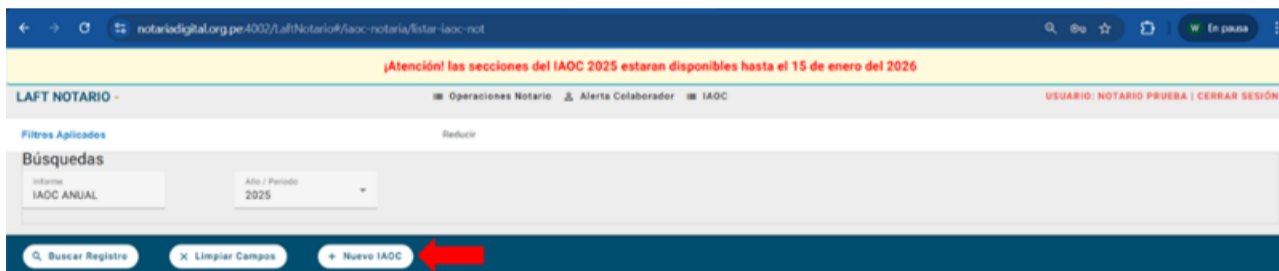 notariadigital.org.pe:4002/LaftNotario#/iaoc-notaria/listar-iaoc-not En pausa
¡Atención! las secciones del IAOC 2025 estaran disponibles hasta el 15 de enero del 2026
LAFT NOTARIO Operaciones Notario Alerta Colaborador IAOC USUARIO: NOTARIO PRUEBA | CERRAR SESIÓN
Filtros Aplicados Reducir
Búsquedas
Informe Año / Periodo
IAOC ANUAL 2025
Buscar Registro Limpiar Campos + Nuevo IAOC